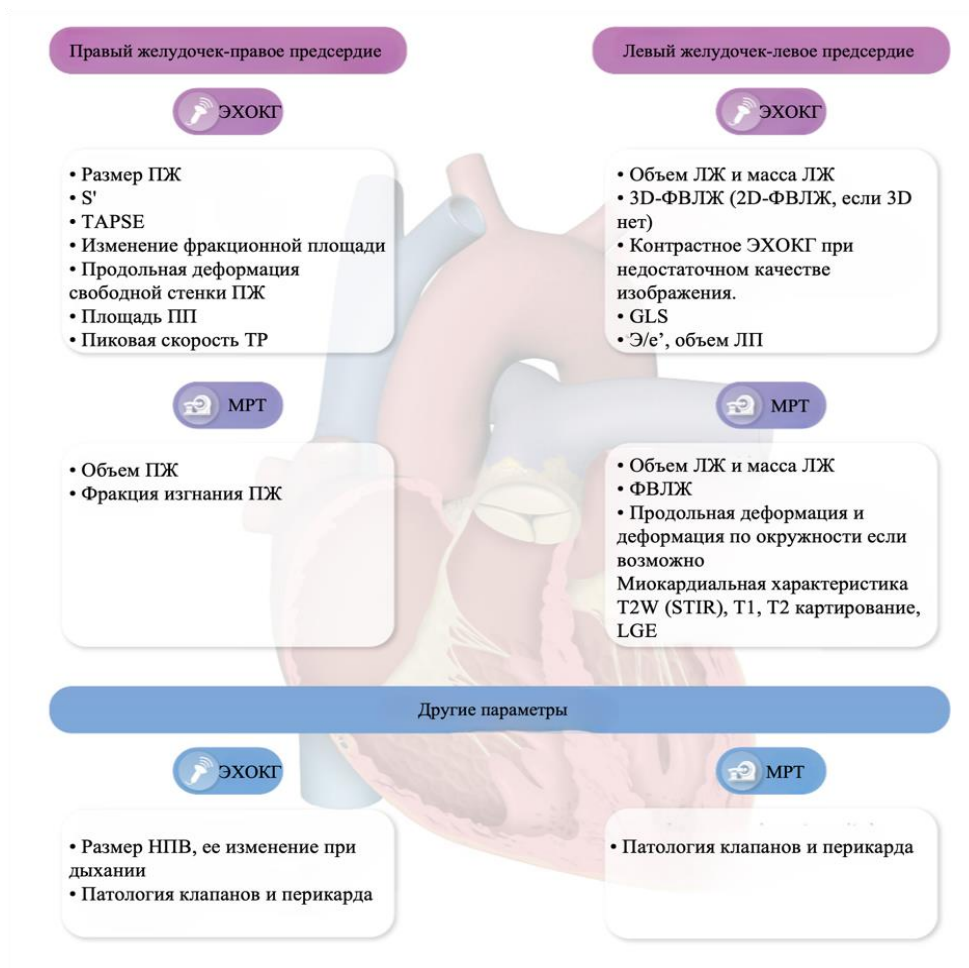 Правый желудочек-правое предсердие
ЭХОКГ
• Размер ПЖ
• S'
• TAPSE
• Изменение фракционной площади
• Продольная деформация
свободной стенки ПЖ
• Площадь ПП
• Пиковая скорость ТР
МРТ
• Объем ПЖ
• Фракция изгнания ПЖ
Левый желудочек-левое предсердие
ЭХОКГ
• Объем ЛЖ и масса ЛЖ
• 3D-ФВЛЖ (2D-ФВЛЖ, если 3D
нет)
• Контрастное ЭХОКГ при
недостаточном качестве
изображения.
• GLS
• Э/e’, объем ЛП
МРТ
• Объем ЛЖ и масса ЛЖ
• ФВЛЖ
• Продольная деформация и
деформация по окружности если
возможно
Миокардиальная характеристика
T2W (STIR), T1, T2 картирование,
LGE
Другие параметры
ЭХОКГ
• Размер НПВ, ее изменение при
дыхании
• Патология клапанов и перикарда
МРТ
• Патология клапанов и перикарда